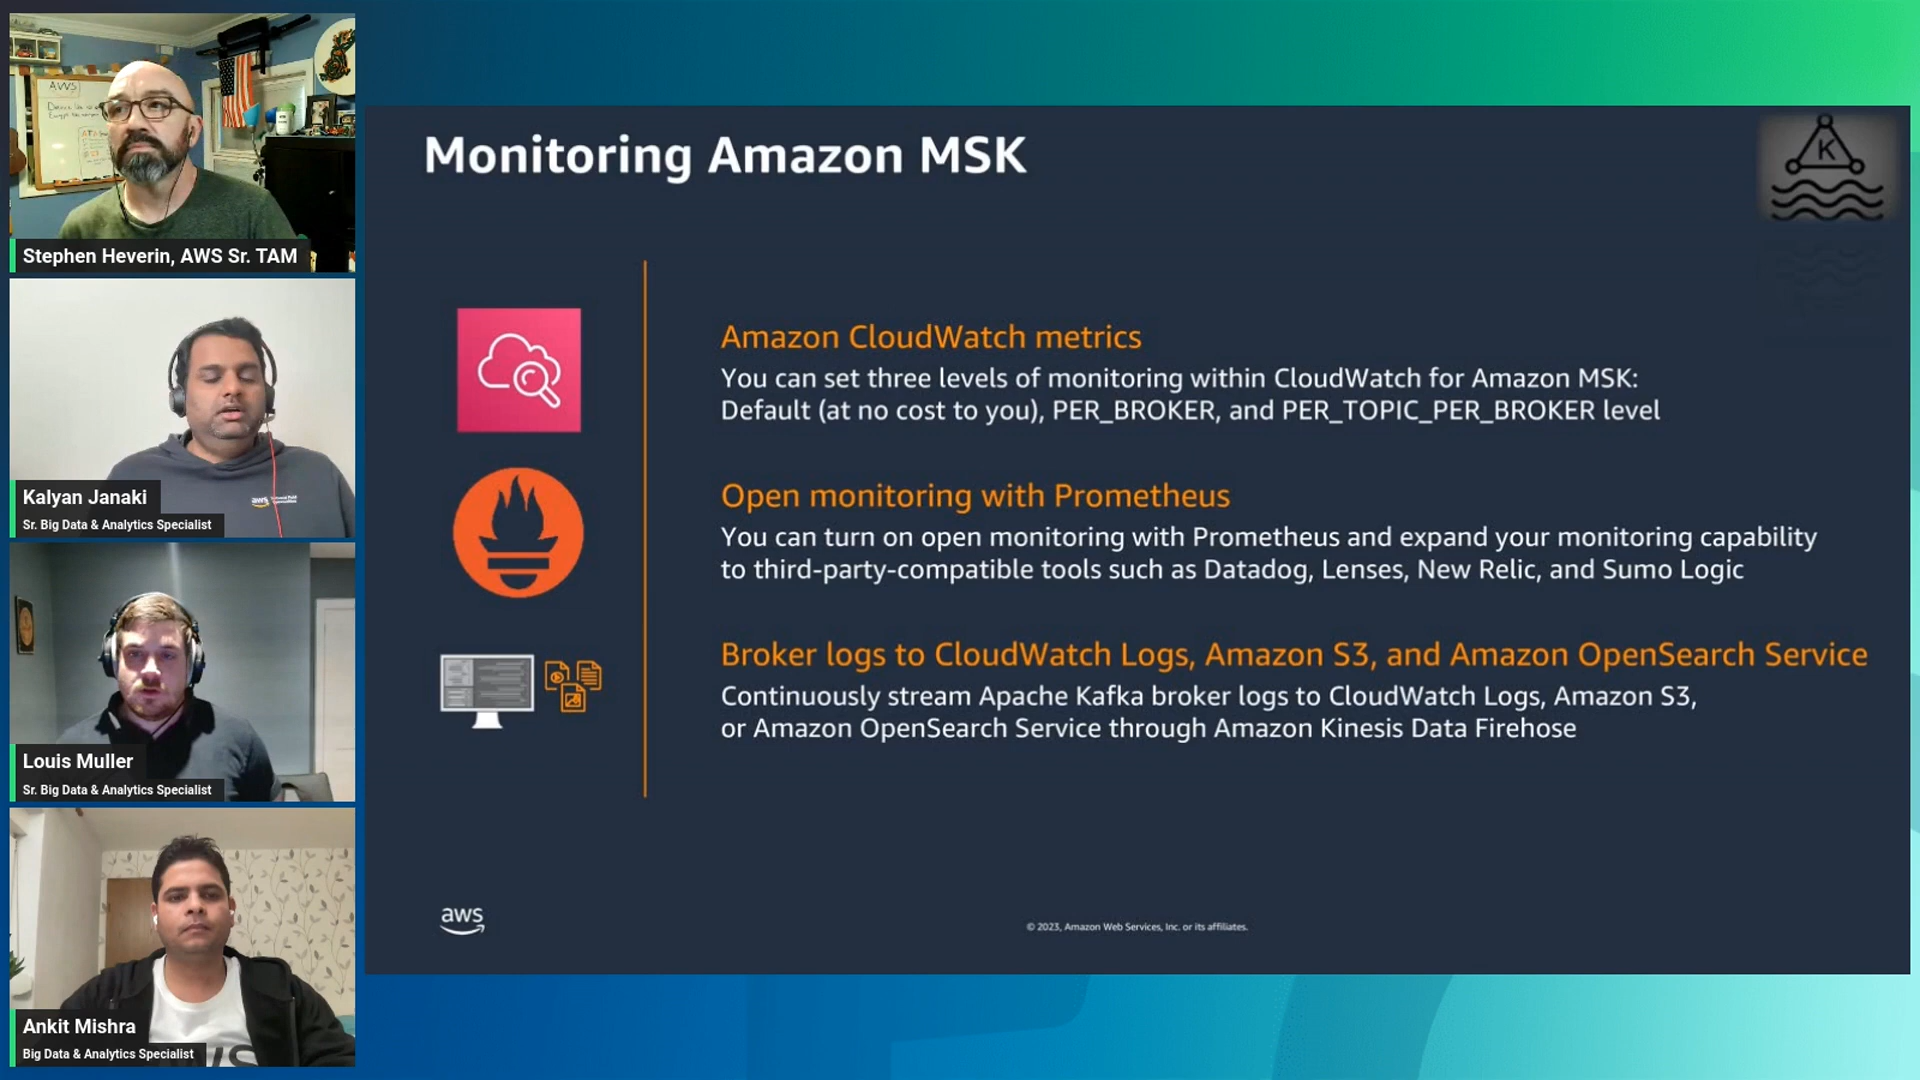 AWS
Stephen Heverin, AWS Sr. TAM
aws
Kalyan Janaki
Sr. Big Data & Analytics Specialist
Louis Muller
Sr. Big Data & Analytics Specialist
Ankit Mishra
Big Data & Analytics Specialist
Monitoring Amazon MSK
K
Amazon CloudWatch metrics
You can set three levels of monitoring within CloudWatch for Amazon MSK:
Default (at no cost to you), PER_BROKER, and PER_TOPIC_PER_BROKER level
Open monitoring with Prometheus
You can turn on open monitoring with Prometheus and expand your monitoring capability
to third-party-compatible tools such as Datadog, Lenses, New Relic, and Sumo Logic
Broker logs to CloudWatch Logs, Amazon S3, and Amazon OpenSearch Service
Continuously stream Apache Kafka broker logs to CloudWatch Logs, Amazon S3,
or Amazon OpenSearch Service through Amazon Kinesis Data Firehose
aws
© 2023, Amazon Web Services, Inc. or its affiliates.